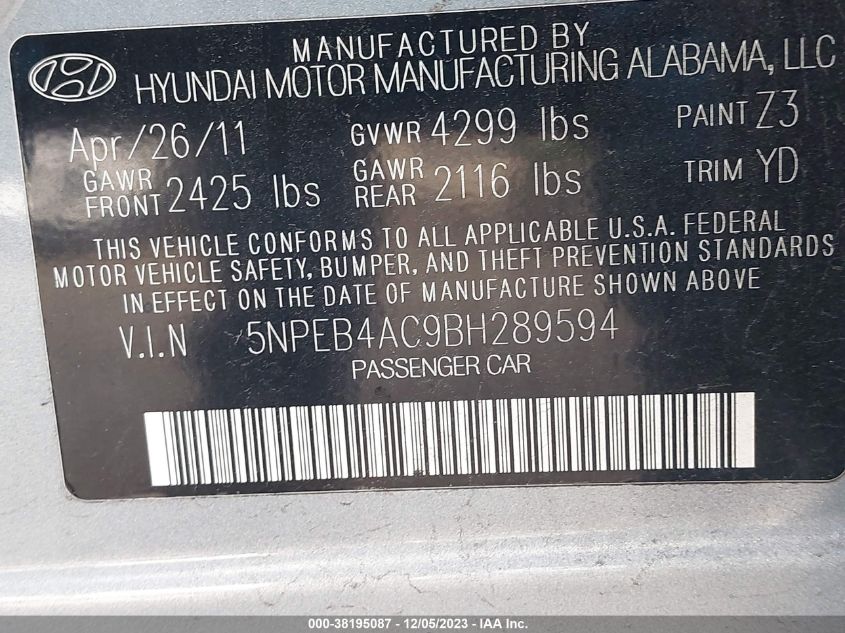 MANUFACTURED BY
HYUNDAI MOTOR MANUFACTURING ALABAMA, LLC
Apr/26/11 GVWR 4299 lbs PAINT Z3
GAWR FRONT 2425 lbs GAWR REAR 2116 lbs TRIM YD
THIS VEHICLE CONFORMS TO ALL APPLICABLE U.S.A. FEDERAL
MOTOR VEHICLE SAFETY, BUMPER, AND THEFT PREVENTION STANDARDS
IN EFFECT ON THE DATE OF MANUFACTURE SHOWN ABOVE
V.I.N 5NPEB4AC9BH289594
PASSENGER CAR
000-38195087 - 12/05/2023 - IAA Inc.